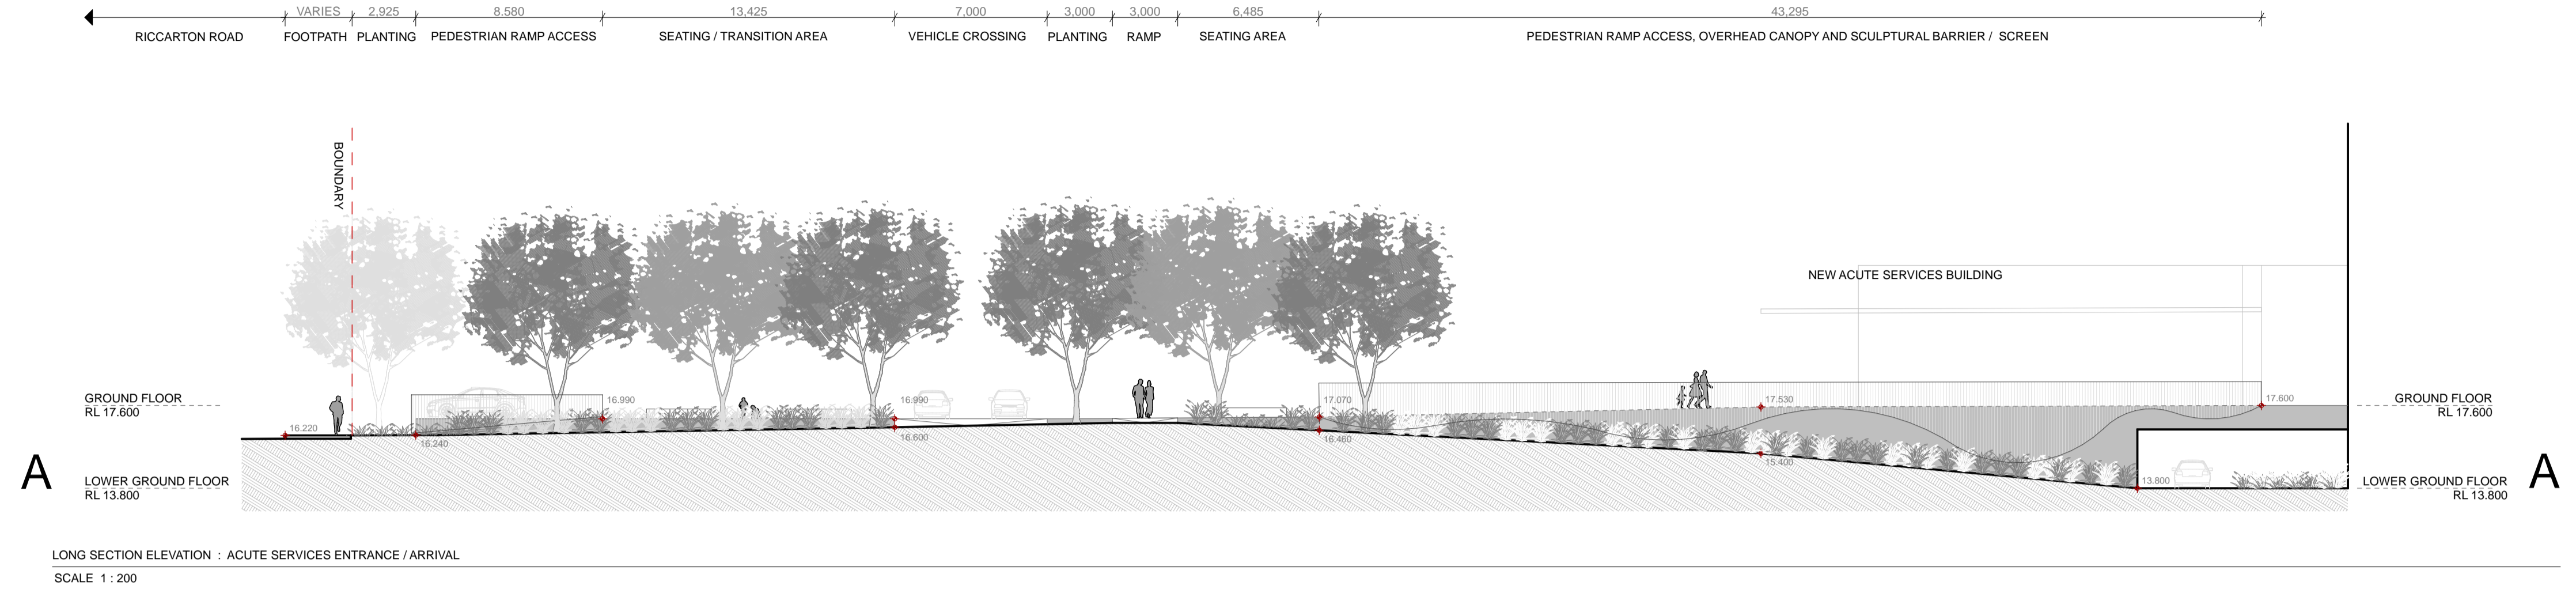 VARIES 2,925 8.580 13,425 7,000 3,000 3,000 6,485 43,295
RICCARTON ROAD FOOTPATH PLANTING PEDESTRIAN RAMP ACCESS SEATING / TRANSITION AREA VEHICLE CROSSING PLANTING RAMP SEATING AREA PEDESTRIAN RAMP ACCESS, OVERHEAD CANOPY AND SCULPTURAL BARRIER / SCREEN
BOUNDARY
NEW ACUTE SERVICES BUILDING
GROUND FLOOR
RL 17.600
16.220
16.240
16.990
16.990
16.600
17.070
16.460
17.530
15.400
17.600
13.800
GROUND FLOOR
RL 17.600
A
LOWER GROUND FLOOR
RL 13.800
LOWER GROUND FLOOR
RL 13.800
A
LONG SECTION ELEVATION : ACUTE SERVICES ENTRANCE / ARRIVAL
SCALE 1 : 200